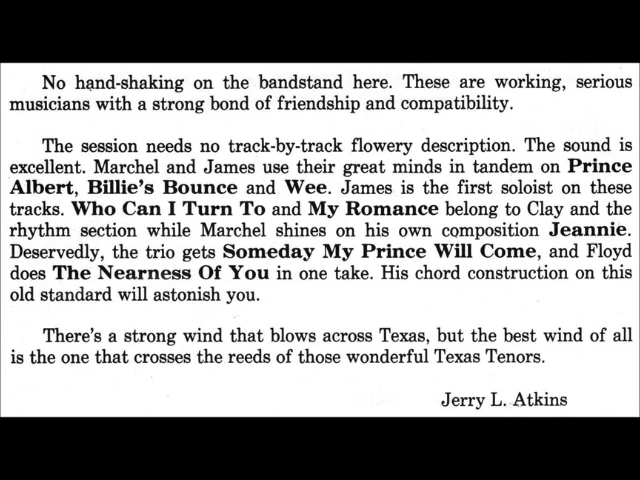 No hand-shaking on the bandstand here. These are working, serious
musicians with a strong bond of friendship and compatibility.
The session needs no track-by-track flowery description. The sound is
excellent. Marchel and James use their great minds in tandem on Prince
Albert, Billie's Bounce and Wee. James is the first soloist on these
tracks. Who Can I Turn To and My Romance belong to Clay and the
rhythm section while Marchel shines on his own composition Jeannie.
Deservedly, the trio gets Someday My Prince Will Come, and Floyd
does The Nearness Of You in one take. His chord construction on this
old standard will astonish you.
There's a strong wind that blows across Texas, but the best wind of all
is the one that crosses the reeds of those wonderful Texas Tenors.
Jerry L. Atkins